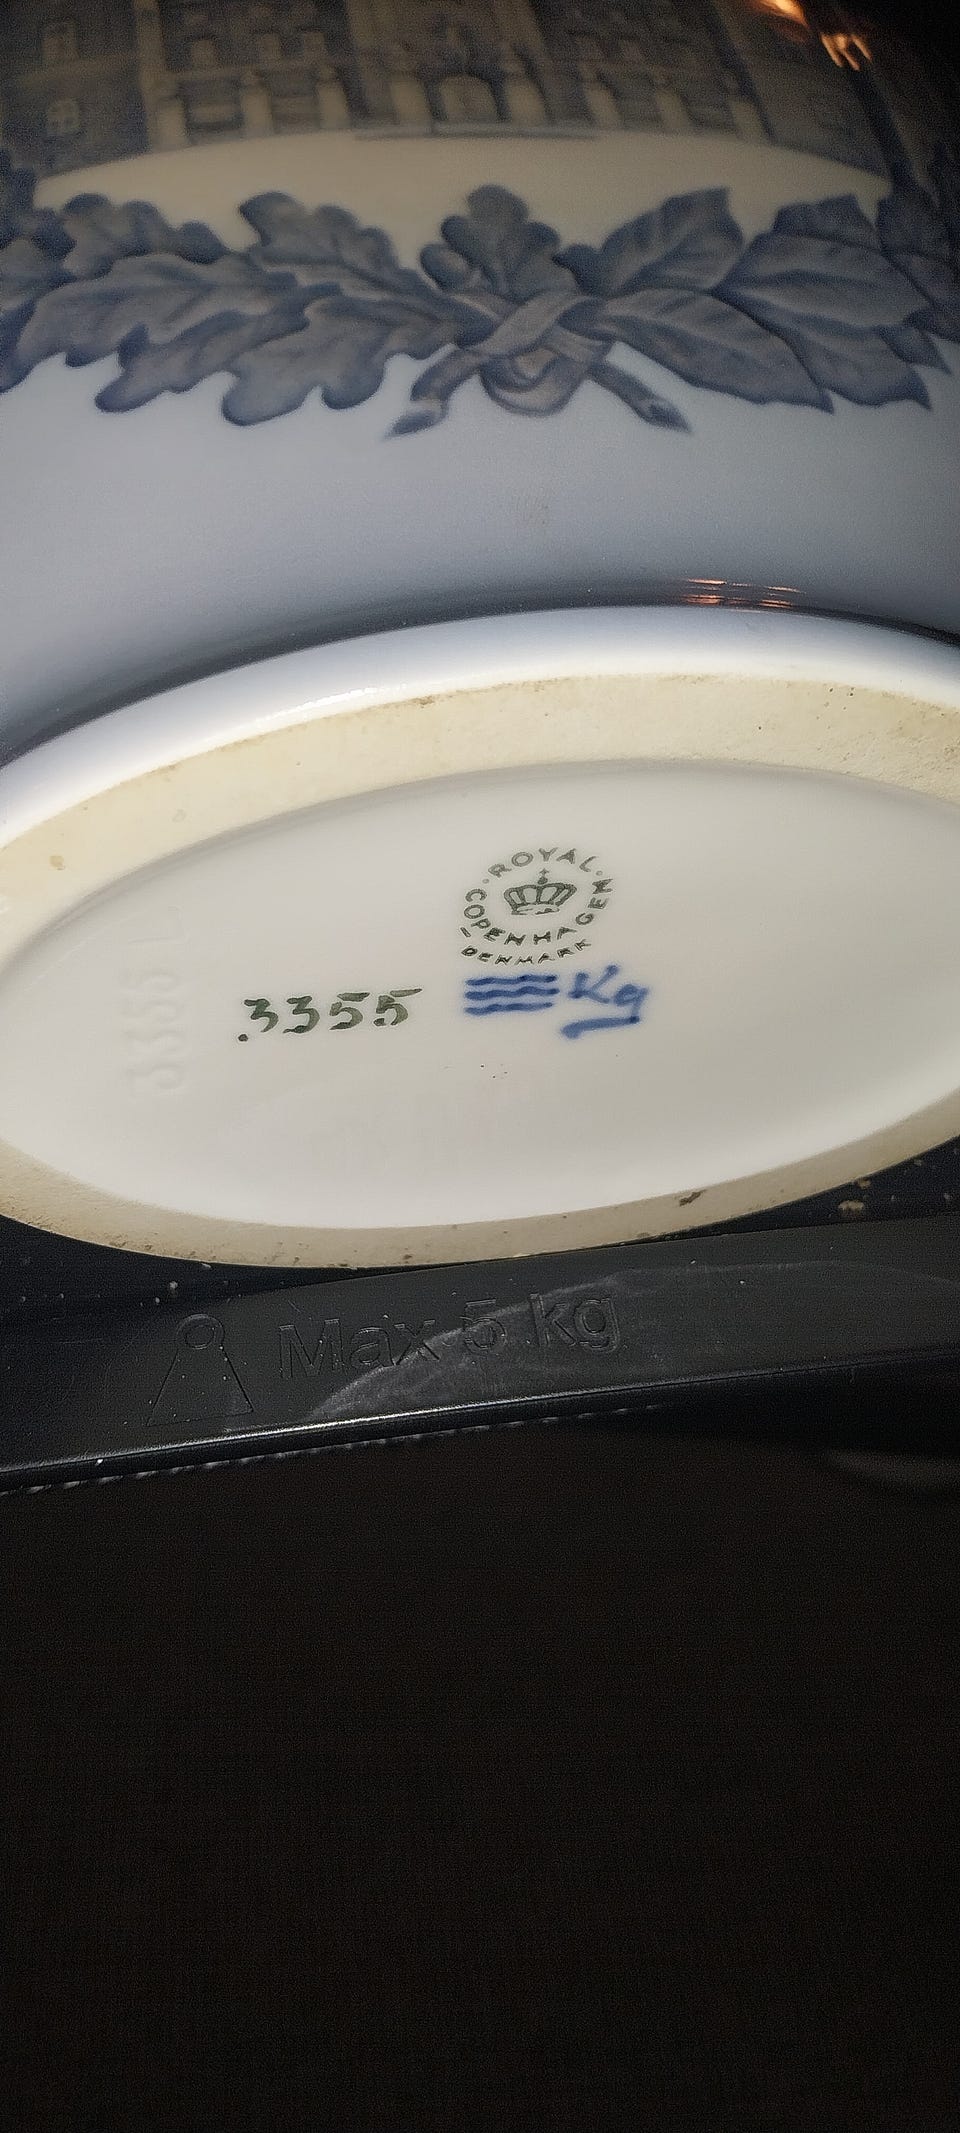 ROYAL
COPENHAGEN
DENMARK
3355 Kg
3355
Max 5 kg